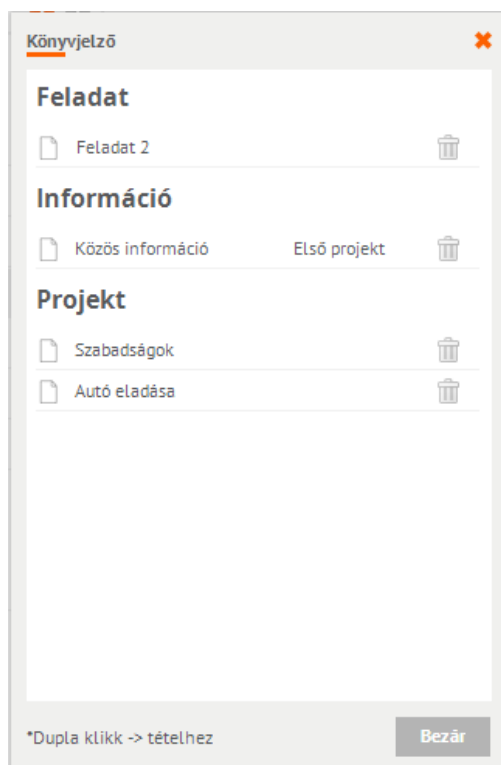 Könyvjelző
Feladat
Feladat 2
Információ
Közös információ Első projekt
Projekt
Szabadságok
Autó eladása
*Dupla klikk -> tételhez Bezár